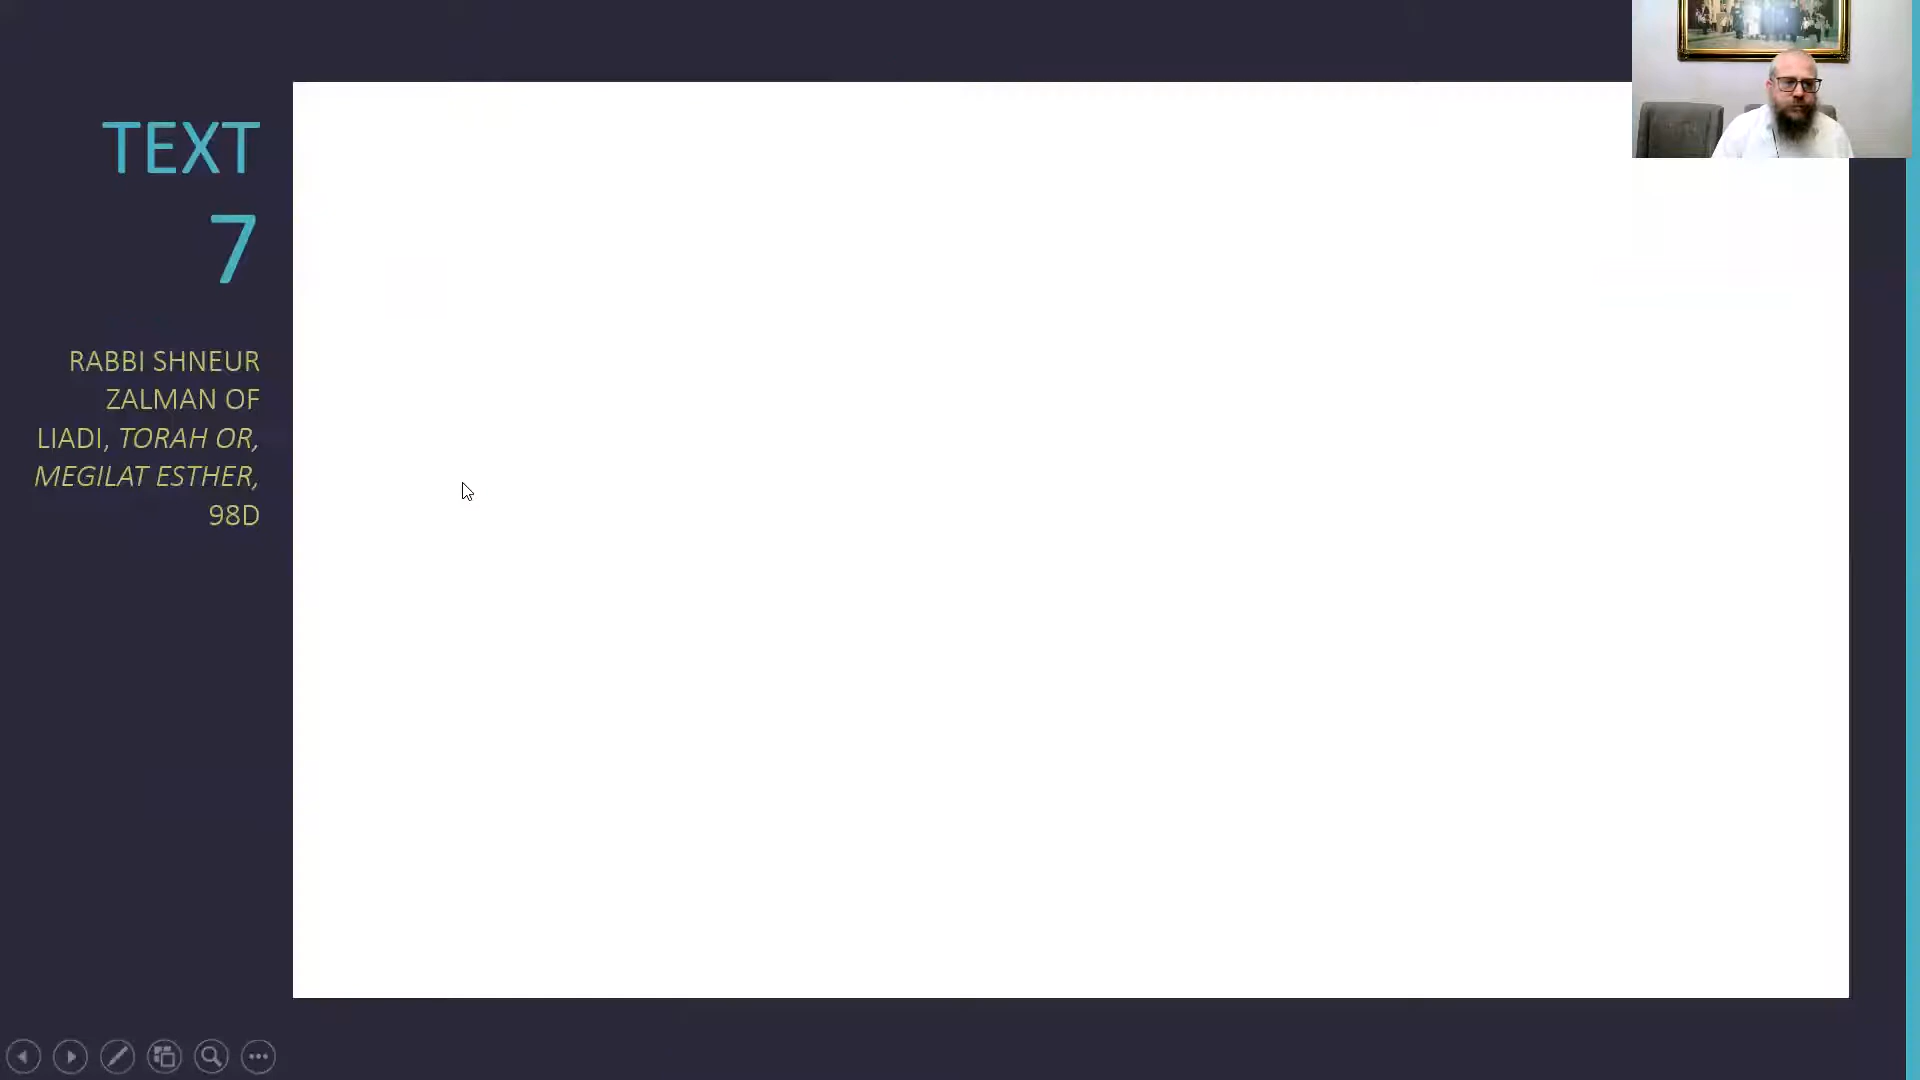 TEXT
7
RABBI SHNEUR
ZALMAN OF
LIADI, TORAH OR,
MEGILAT ESTHER,
98D